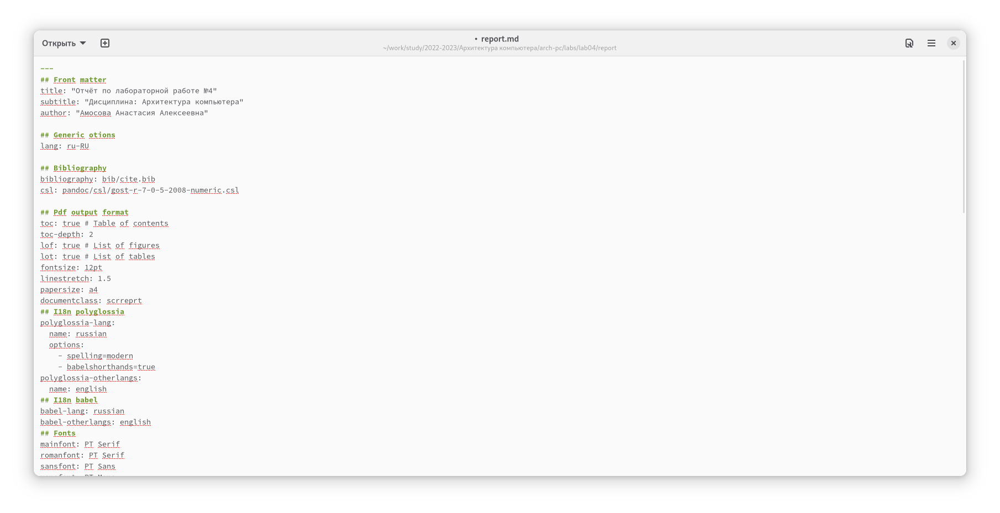 Открыть
• report.md
~/work/study/2022-2023/Архитектура компьютера/arch-pc/labs/lab04/report
---
## Front matter
title: "Отчёт по лабораторной работе №4"
subtitle: "Дисциплина: Архитектура компьютера"
author: "Амосова Анастасия Алексеевна"
## Generic otions
lang: ru-RU
## Bibliography
bibliography: bib/cite.bib
csl: pandoc/csl/gost-r-7-0-5-2008-numeric.csl
## Pdf output format
toc: true # Table of contents
toc-depth: 2
lof: true # List of figures
lot: true # List of tables
fontsize: 12pt
linestretch: 1.5
papersize: a4
documentclass: scrreprt
## I18n polyglossia
polyglossia-lang:
  name: russian
  options:
    - spelling=modern
    - babelshorthands=true
polyglossia-otherlangs:
  name: english
## I18n babel
babel-lang: russian
babel-otherlangs: english
## Fonts
mainfont: PT Serif
romanfont: PT Serif
sansfont: PT Sans